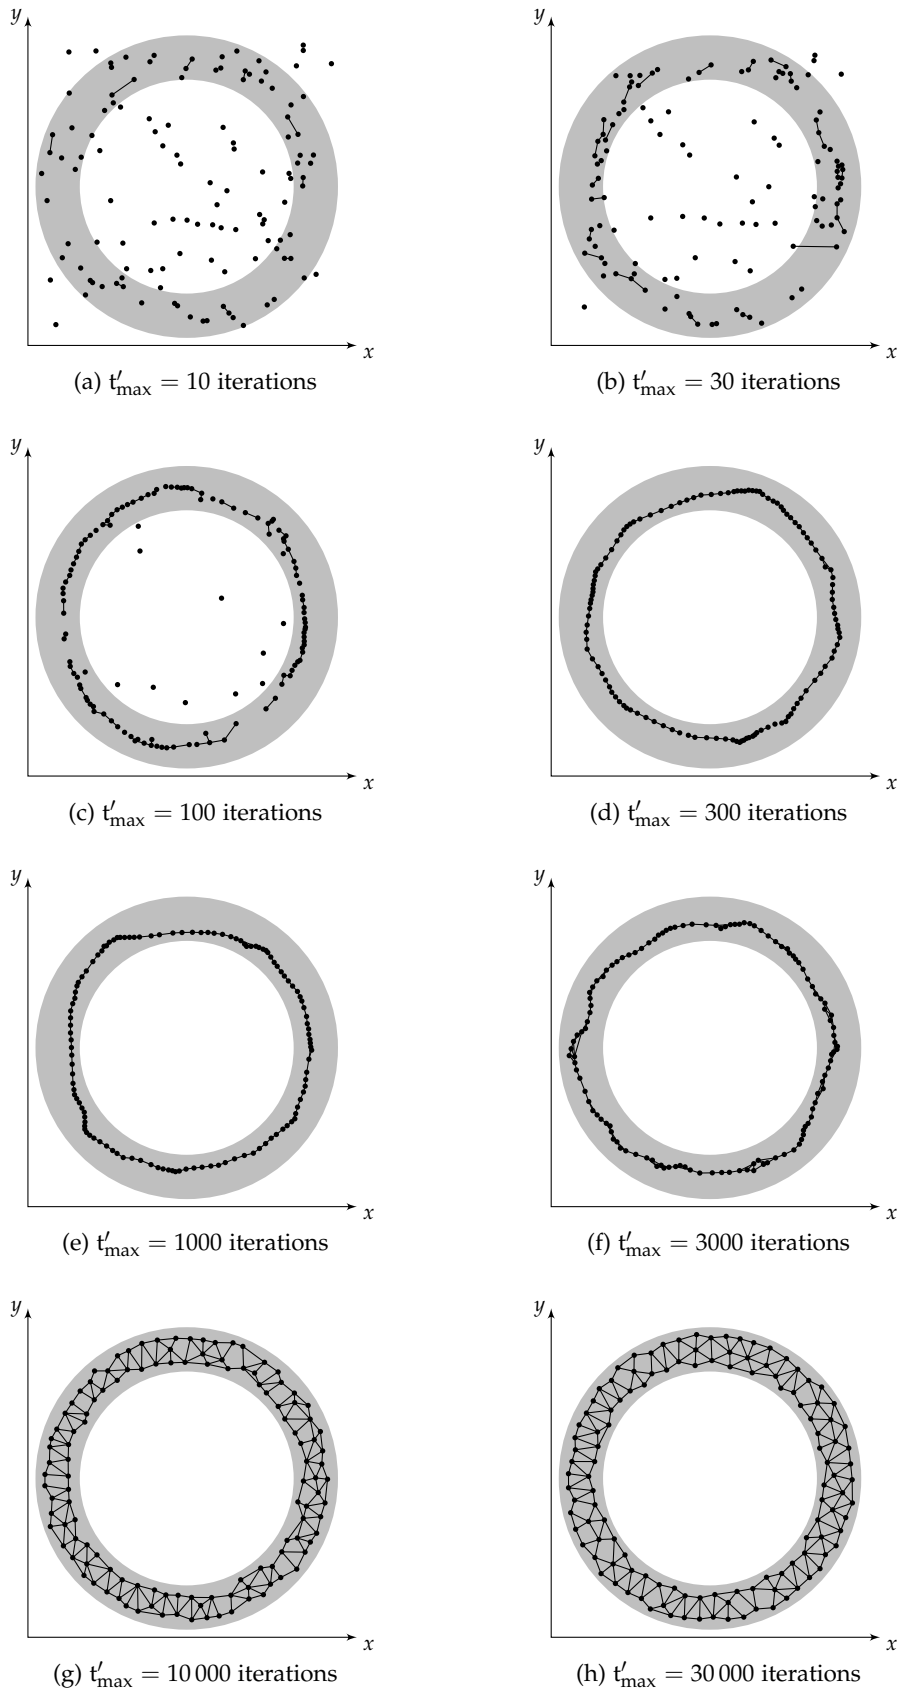 y
y
x
x
(a) t′max = 10 iterations
(b) t′max = 30 iterations
y
y
x
x
(c) t′max = 100 iterations
(d) t′max = 300 iterations
y
y
x
x
(e) t′max = 1000 iterations
(f) t′max = 3000 iterations
y
y
x
x
(g) t′max = 10 000 iterations
(h) t′max = 30 000 iterations